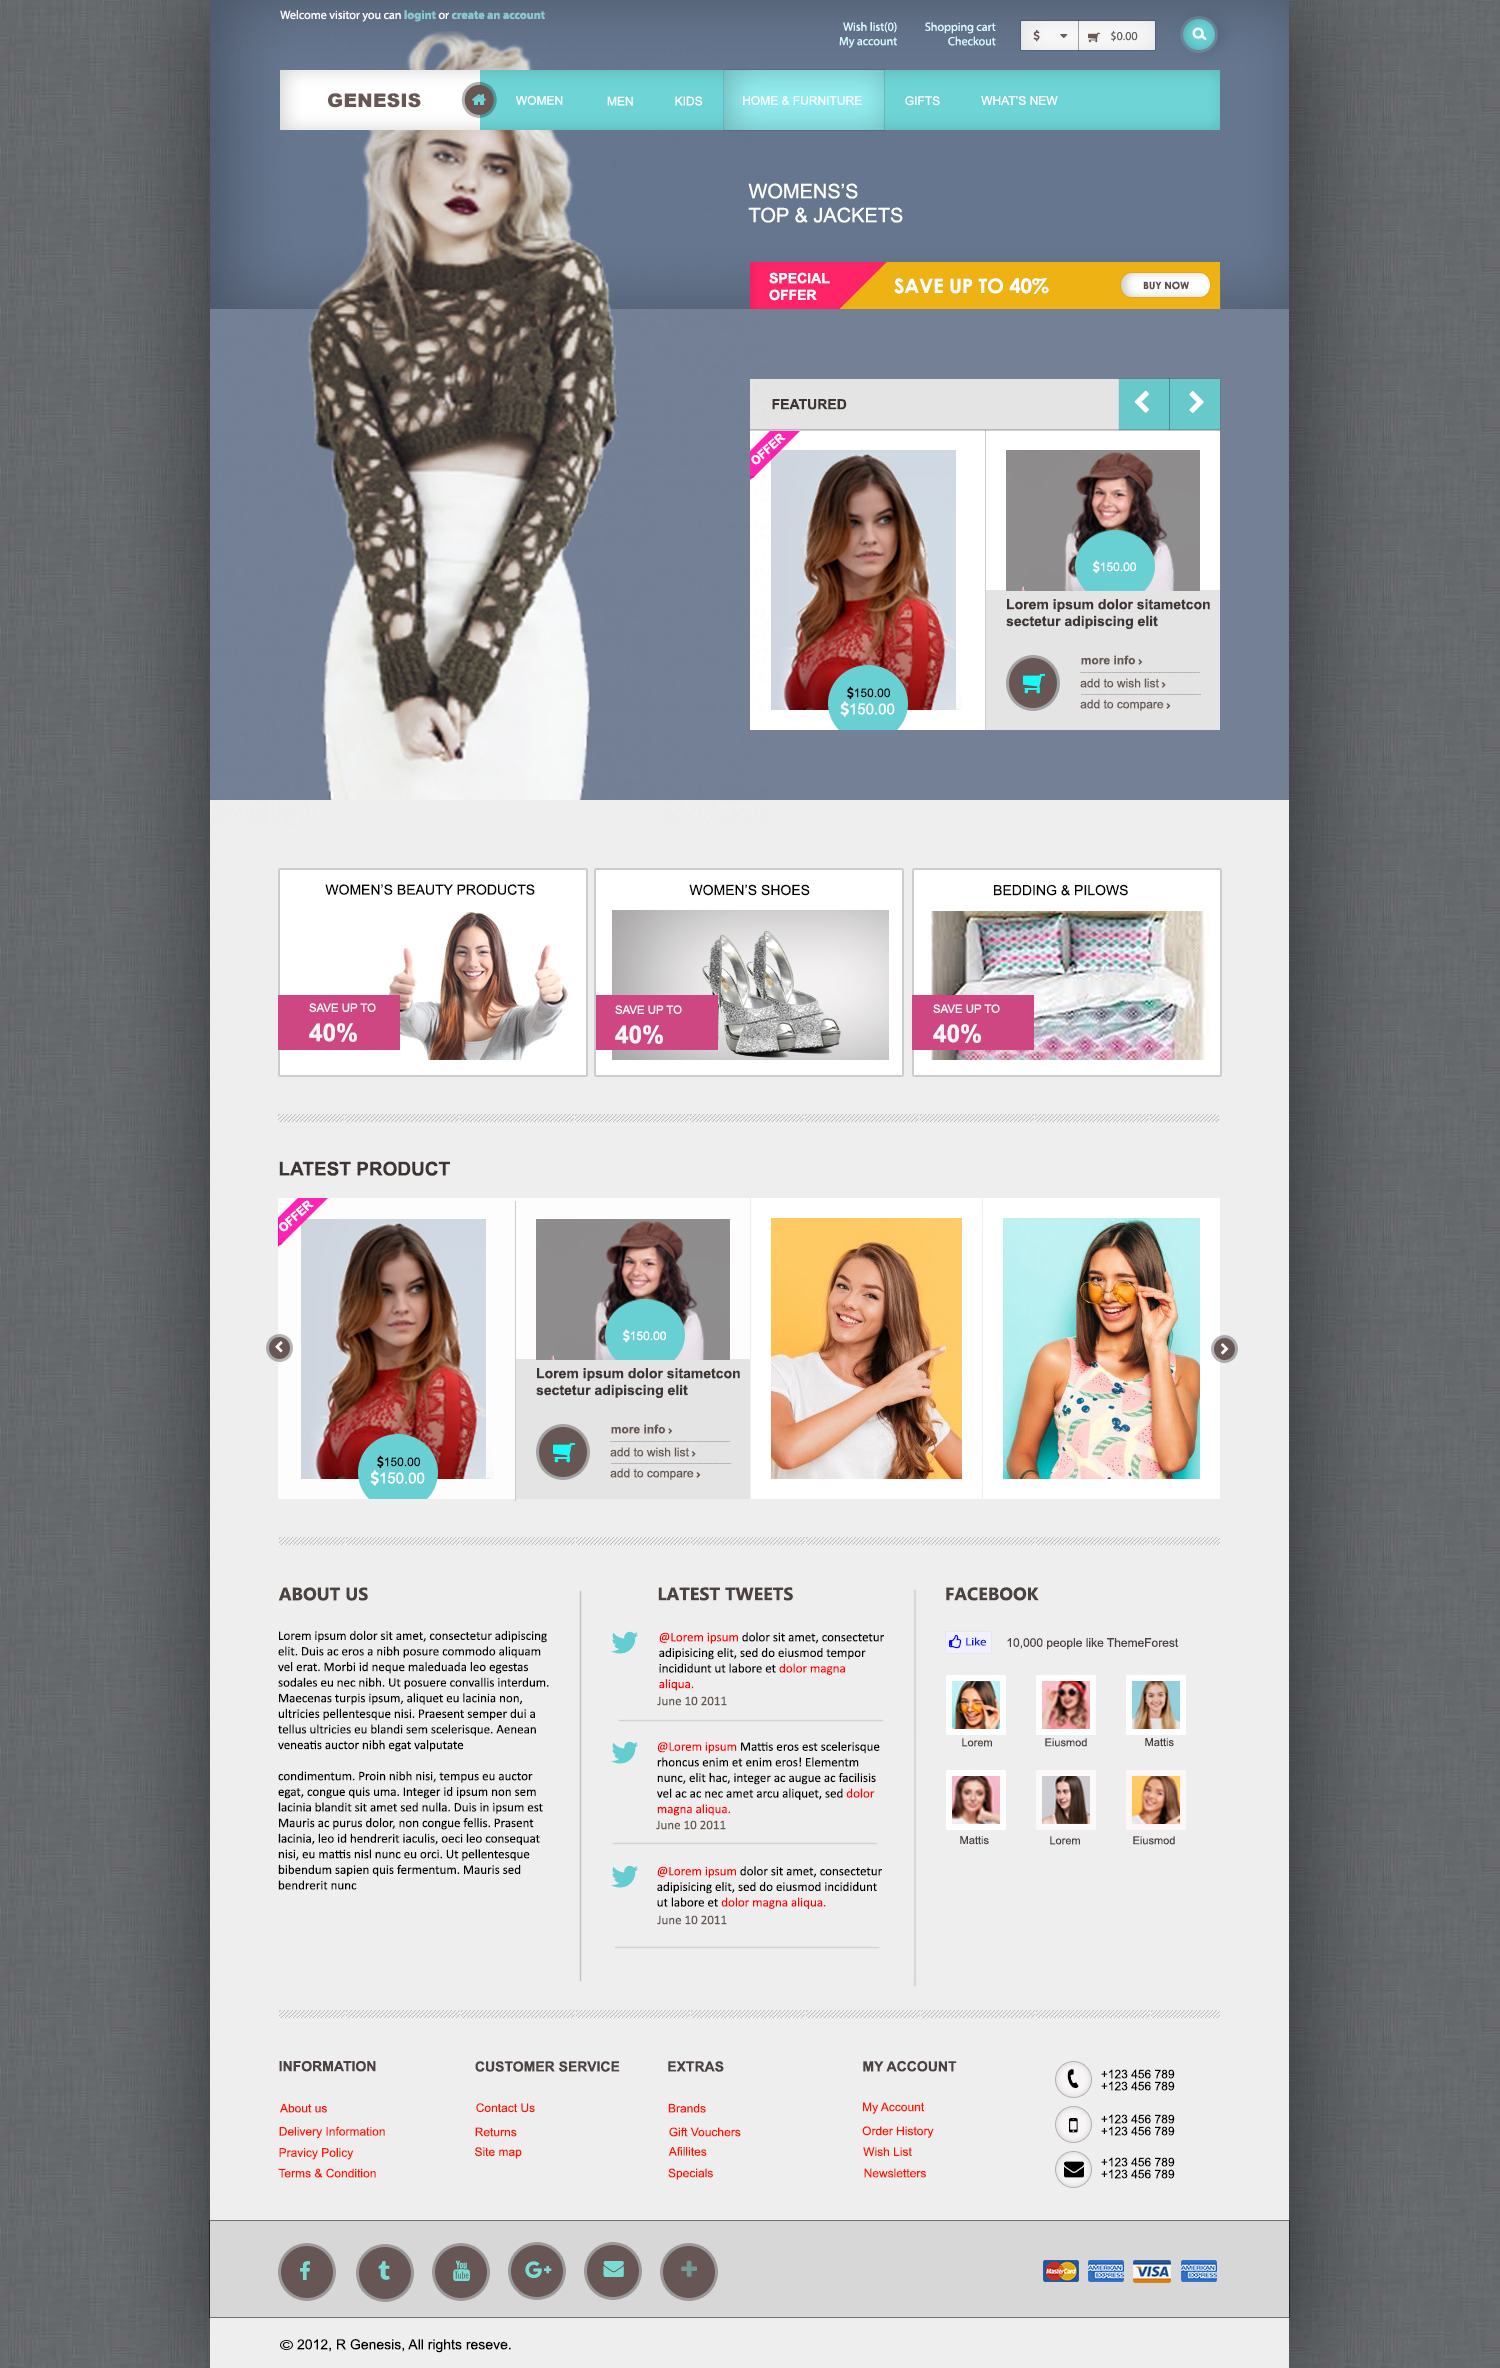 Welcome visitor you can logint or create an account
Wish list(0)
My account
Shopping cart
Checkout
$
$0.00
GENESIS
WOMEN
MEN
KIDS
HOME & FURNITURE
GIFTS
WHAT'S NEW
WOMENS'S
TOP & JACKETS
SPECIAL
OFFER
SAVE UP TO 40%
BUY NOW
FEATURED
OFFER
$150.00
$150.00
$150.00
Lorem ipsum dolor sitametcon
sectetur adipiscing elit
more info ›
add to wish list ›
add to compare ›
WOMEN'S BEAUTY PRODUCTS
SAVE UP TO
40%
WOMEN'S SHOES
SAVE UP TO
40%
BEDDING & PILOWS
SAVE UP TO
40%
LATEST PRODUCT
OFFER
$150.00
$150.00
$150.00
Lorem ipsum dolor sitametcon
sectetur adipiscing elit
more info ›
add to wish list ›
add to compare ›
ABOUT US
Lorem ipsum dolor sit amet, consectetur adipiscing
elit. Duis ac eros a nibh posure commodo aliquam
vel erat. Morbi id neque maleduada leo egestas
sodales eu nec nibh. Ut posuere convallis interdum.
Maecenas turpis ipsum, aliquet eu lacinia non,
ultricies pellentesque nisi. Praesent semper dui a
tellus ultricies eu blandi sem scelerisque. Aenean
veneatis auctor nibh egat valputate
condimentum. Proin nibh nisi, tempus eu auctor
egat, congue quis uma. Integer id ipsum non sem
lacinia blandit sit amet sed nulla. Duis in ipsum est
Mauris ac purus dolor, non congue fellis. Prasent
lacinia, leo id hendrerit iaculis, oeci leo consequat
nisi, eu mattis nisl nunc eu orci. Ut pellentesque
bibendum sapien quis fermentum. Mauris sed
bendrerit nunc
LATEST TWEETS
@Lorem ipsum dolor sit amet, consectetur
adipisicing elit, sed do eiusmod tempor
incididunt ut labore et dolor magna
aliqua.
June 10 2011
@Lorem ipsum Mattis eros est scelerisque
rhoncus enim et enim eros! Elementm
nunc, elit hac, integer ac augue ac facilisis
vel ac ac nec amet arcu aliquet, sed dolor
magna aliqua.
June 10 2011
@Lorem ipsum dolor sit amet, consectetur
adipisicing elit, sed do eiusmod incididunt
ut labore et dolor magna aliqua.
June 10 2011
FACEBOOK
Like
10,000 people like ThemeForest
Lorem
Eiusmod
Mattis
Mattis
Lorem
Eiusmod
INFORMATION
About us
Delivery Information
Pravicy Policy
Terms & Condition
CUSTOMER SERVICE
Contact Us
Returns
Site map
EXTRAS
Brands
Gift Vouchers
Afillites
Specials
MY ACCOUNT
My Account
Order History
Wish List
Newsletters
+123 456 789
+123 456 789
+123 456 789
+123 456 789
+123 456 789
+123 456 789
f
t
You
Tube
G+
MasterCard
AMERICAN
EXPRESS
VISA
AMERICAN
EXPRESS
© 2012, R Genesis, All rights reseve.